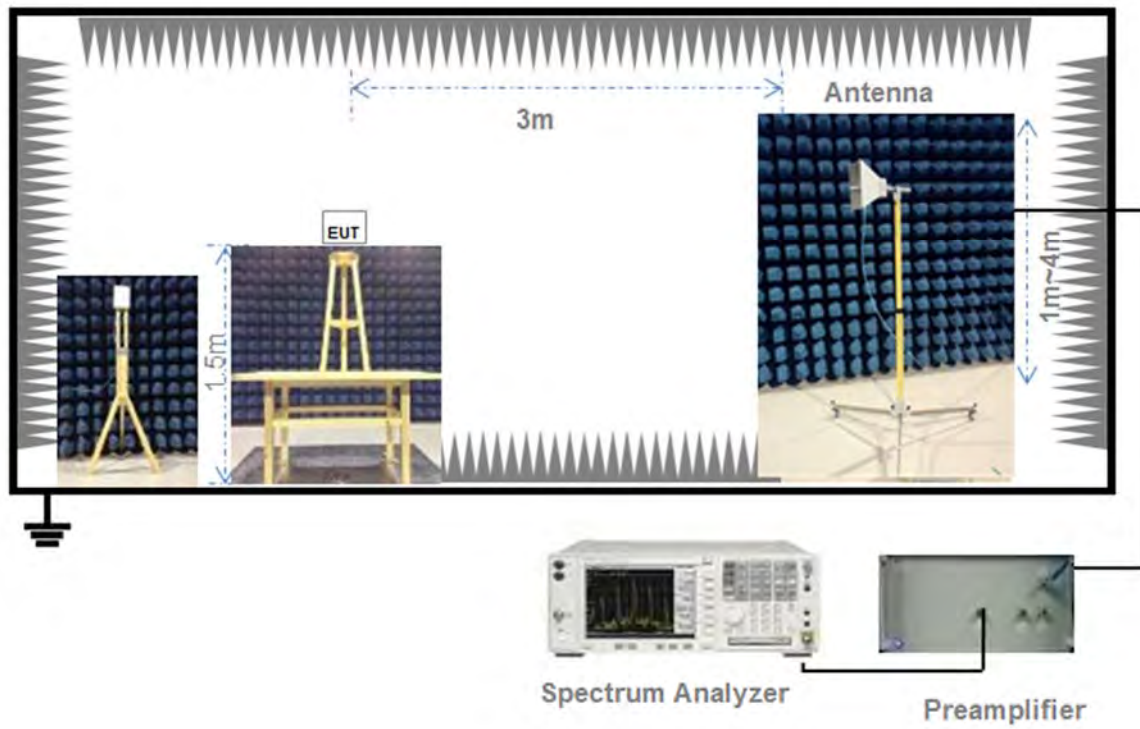 Antenna
3m
EUT
1.5m
1m~4m
Spectrum Analyzer
Preamplifier